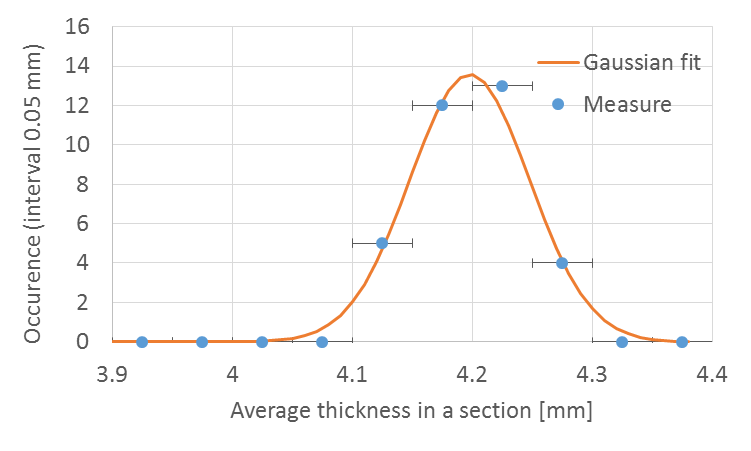 Occurence (interval 0.05 mm)
16
14
12
10
8
6
4
2
0
Gaussian fit
Measure
3.9 4 4.1 4.2 4.3 4.4
Average thickness in a section [mm]